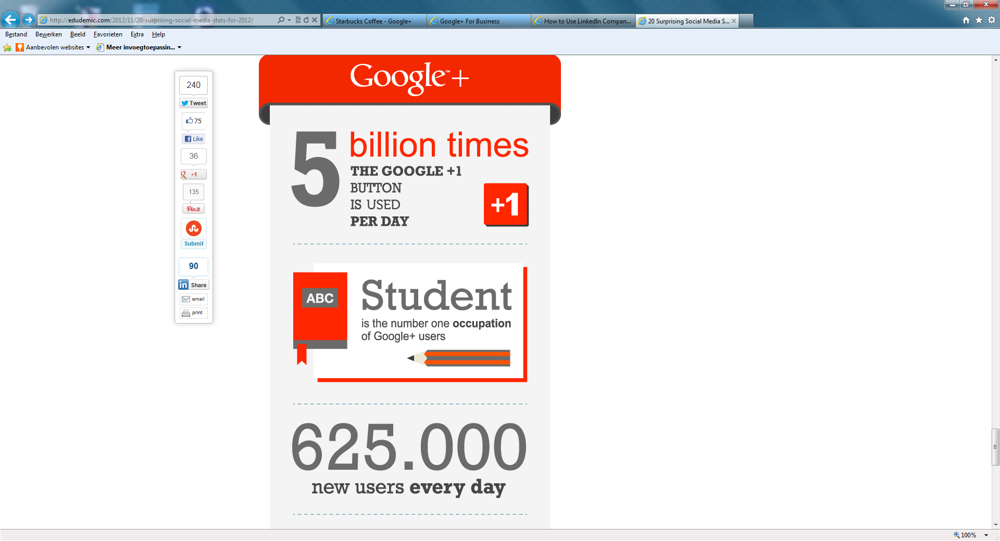 http://edudemic.com/2012/11/20-surprising-social-media-stats-for-2012/
Starbucks Coffee - Google+
Google+ For Business
How to Use LinkedIn Compan...
20 Surprising Social Media S...
Bestand Bewerken Beeld Favorieten Extra Help
Aanbevolen websites
Meer invoegtoepassin...
240
Tweet
75
Like
36
+1
135
Pin it
Submit
90
in Share
email
print
Google™+
5 billion times
THE GOOGLE +1
BUTTON
IS USED
PER DAY
+1
ABC
Student
is the number one occupation
of Google+ users
625.000
new users every day
100%